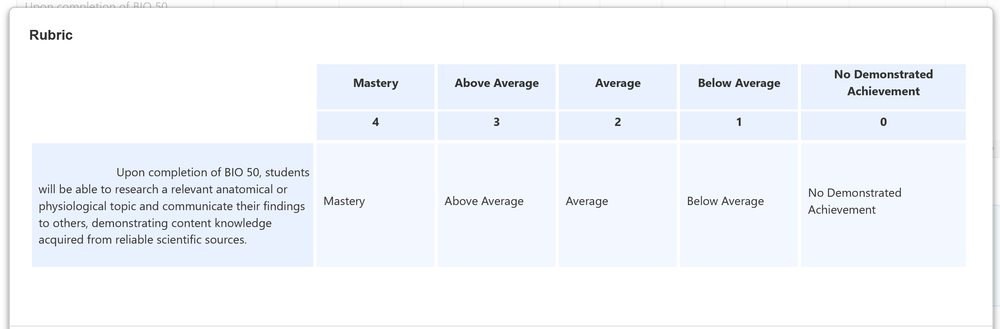 Upon completion of BIO 50
Rubric
Mastery
Above Average
Average
Below Average
No Demonstrated
Achievement
4
3
2
1
0
Upon completion of BIO 50, students
will be able to research a relevant anatomical or
physiological topic and communicate their findings
to others, demonstrating content knowledge
acquired from reliable scientific sources.
Mastery
Above Average
Average
Below Average
No Demonstrated
Achievement